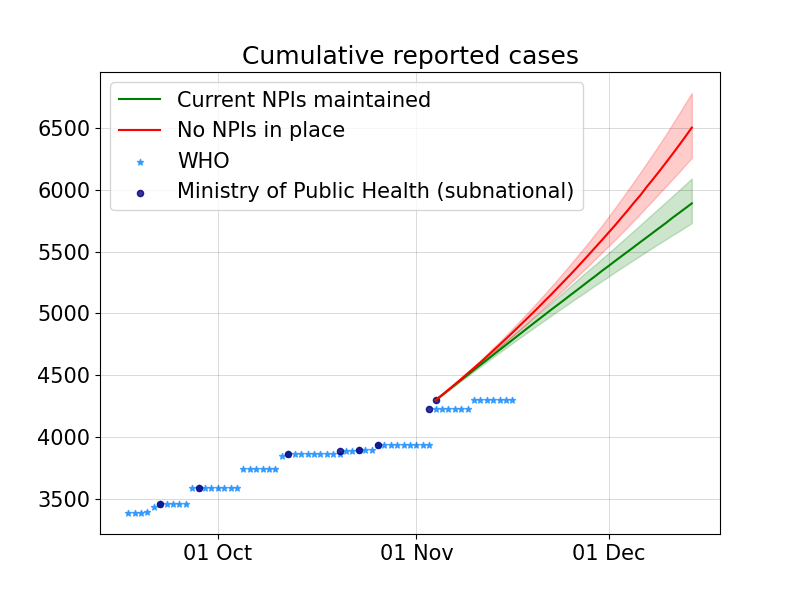 Cumulative reported cases
Current NPIs maintained
No NPIs in place
WHO
Ministry of Public Health (subnational)
6500
6000
5500
5000
4500
4000
3500
01 Oct
01 Nov
01 Dec